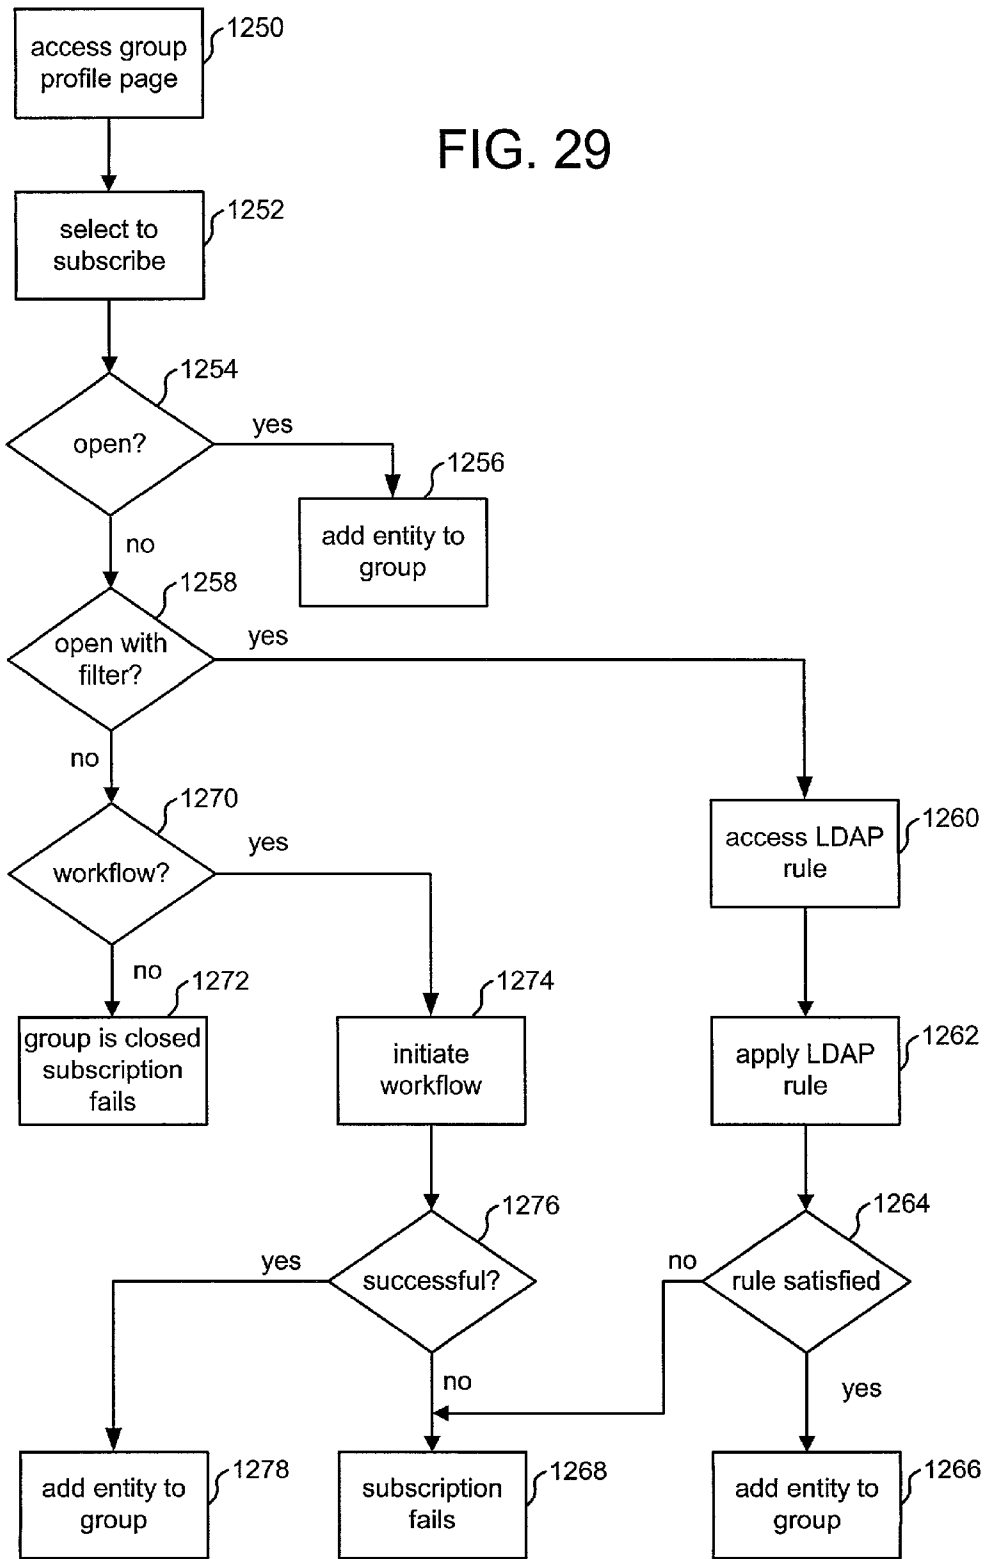 1250
access group
profile page
FIG. 29
1252
select to
subscribe
1254
open?
yes
1256
add entity to
group
no
1258
open with
filter?
yes
no
1270
workflow?
yes
1260
access LDAP
rule
no
1272
group is closed
subscription
fails
1274
initiate
workflow
1262
apply LDAP
rule
1276
successful?
yes
no
1264
rule satisfied
no
yes
1278
add entity to
group
1268
subscription
fails
1266
add entity to
group